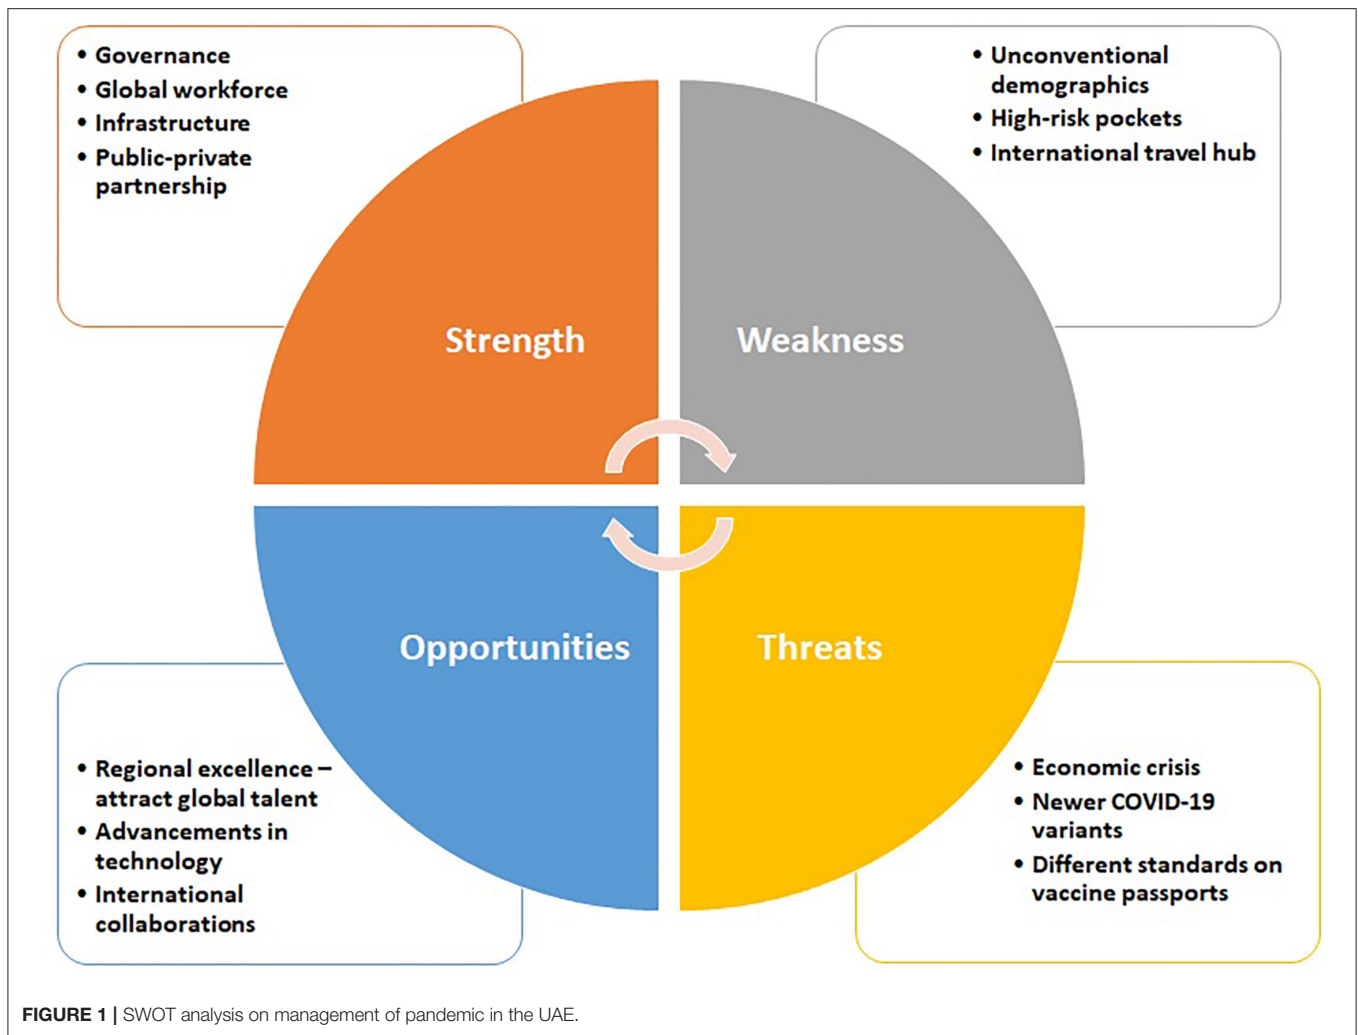 • Governance
• Global workforce
• Infrastructure
• Public-private
partnership
• Unconventional
demographics
• High-risk pockets
• International travel hub
Strength
Weakness
Opportunities
Threats
• Regional excellence –
attract global talent
• Advancements in
technology
• International
collaborations
• Economic crisis
• Newer COVID-19
variants
• Different standards on
vaccine passports
FIGURE 1 | SWOT analysis on management of pandemic in the UAE.